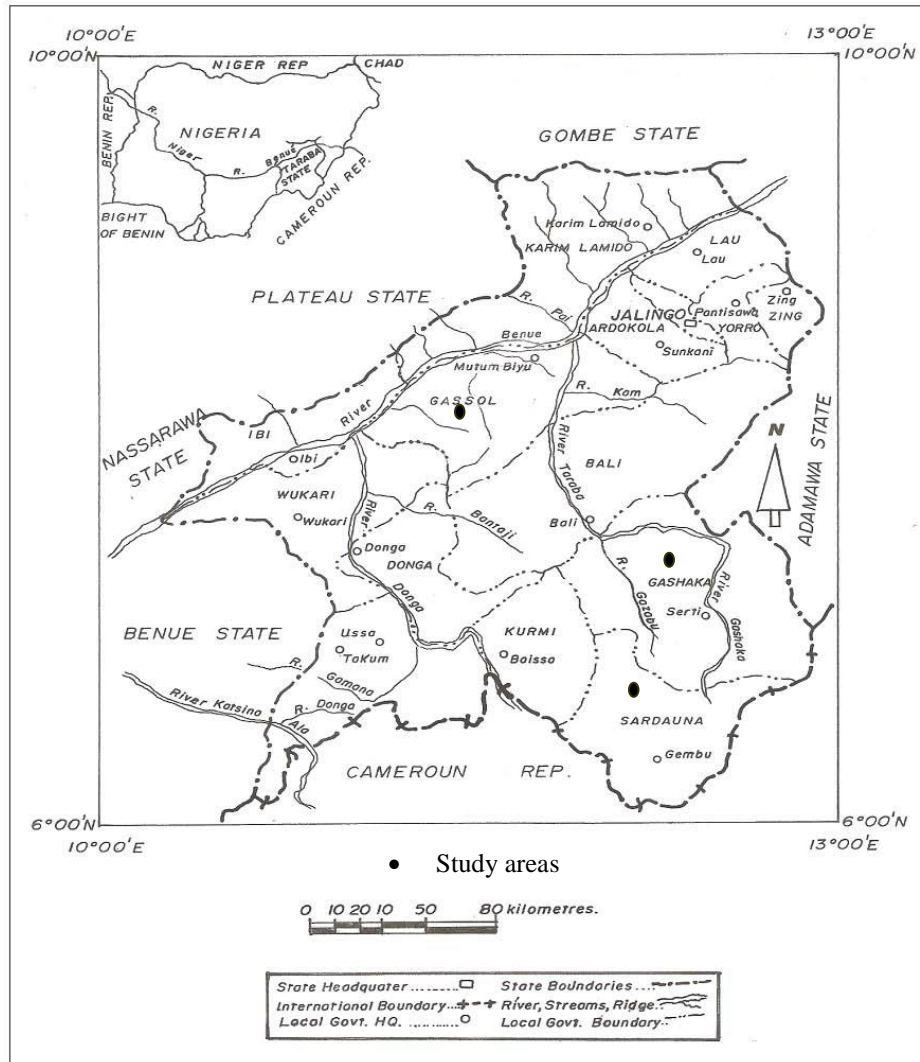 10°00'E
13°00'E
10°00'N
10°00'N
NIGER REP
CHAD
BENIN REP.
R.
Niger
NIGERIA
R.
Benue
TARABA
STATE
CAMEROUN REP.
BIGHT
OF BENIN
GOMBE STATE
Karim Lamido
KARIM LAMIDO
LAU
Lau
PLATEAU STATE
R.
Pai
JALINGO
Pantisawa
Zing
ZING
ARDOKOLA
YORRO
Benue
Sunkani
Mutum Biyu
R.
Kam
GASSOL
River
NASSARAWA
STATE
IBI
Ibi
River Taraba
BALI
N
ADAMAWA STATE
WUKARI
Wukari
River
R.
Bantaji
Bali
Donga
DONGA
Donga
R.
Gazabu
GASHAKA
River
Serti
Gashaka
BENUE STATE
Ussa
TaKum
KURMI
Baissa
R.
Gamana
River Katsina
Ala
R. Donga
SARDAUNA
Gembu
CAMEROUN REP.
6°00'N
6°00'N
10°00'E
13°00'E
• Study areas
0 10 20 10 50 80 kilometres.
State Headquater ........ State Boundaries ....
International Boundary ... River, Streams, Ridge
Local Govt. HQ. .......... Local Govt. Boundary ..